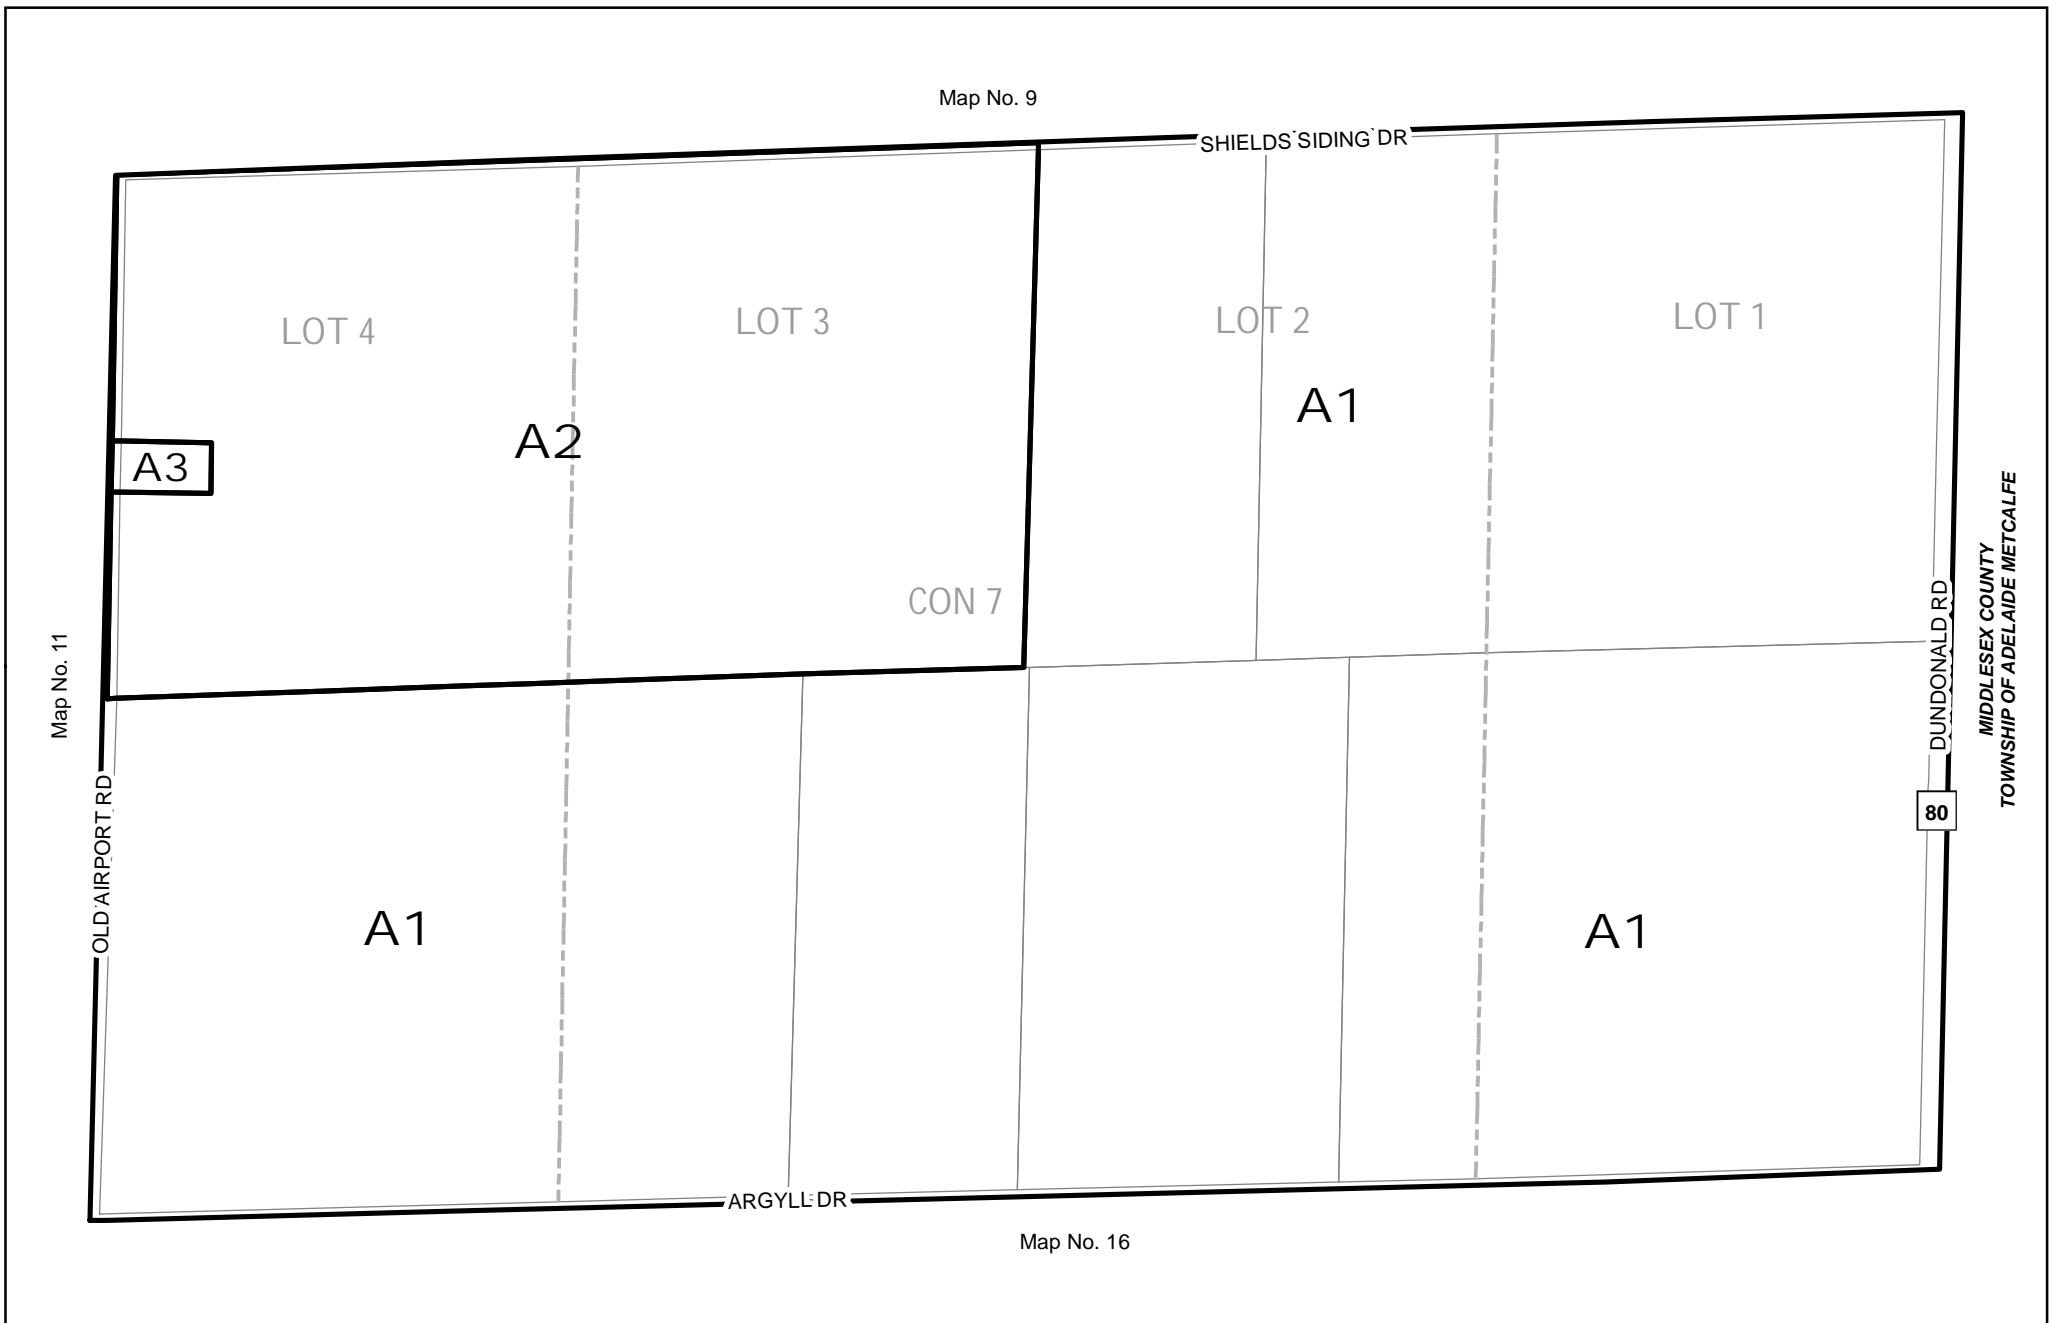 Map No. 9
SHIELDS SIDING DR
LOT 4
LOT 3
LOT 2
LOT 1
A1
A2
A3
CON 7
Map No. 11
OLD AIRPORT RD
DUNDONALD RD
MIDDLESEX COUNTY
TOWNSHIP OF ADELAIDE METCALFE
80
A1
A1
ARGYLL DR
Map No. 16